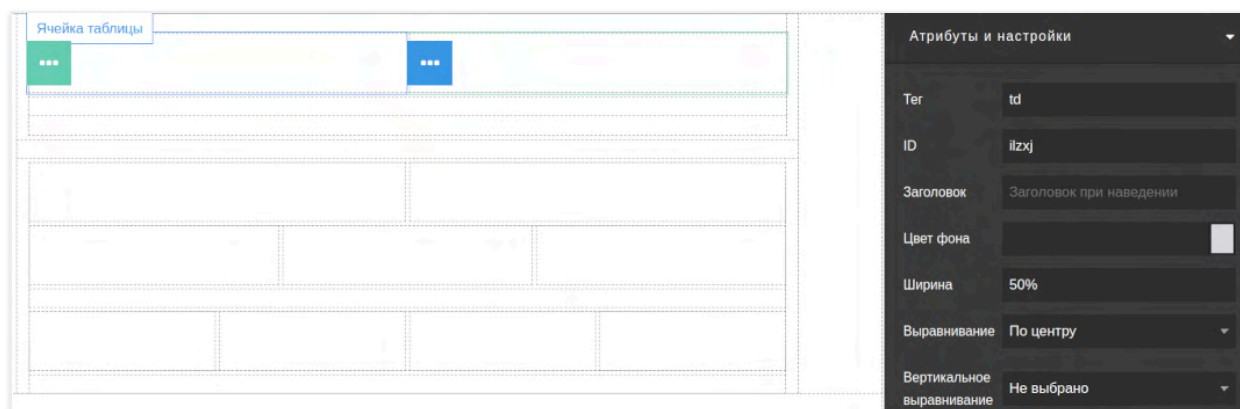 Ячейка таблицы
Атрибуты и настройки
Тег
td
ID
ilzxj
Заголовок
Заголовок при наведении
Цвет фона
Ширина
50%
Выравнивание
По центру
Вертикальное
выравнивание
Не выбрано